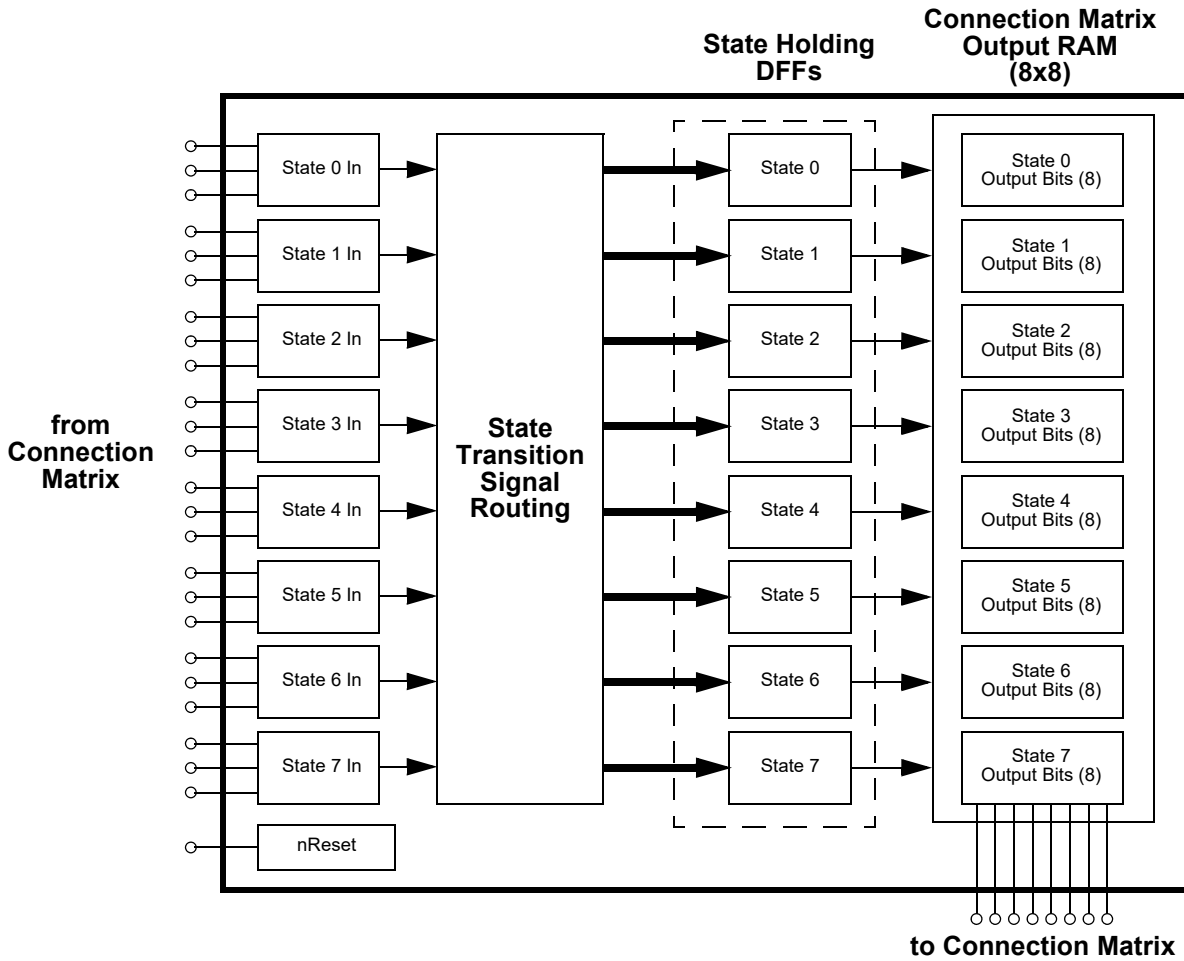 State Holding
DFFs
Connection Matrix
Output RAM
(8x8)
from
Connection
Matrix
State 0 In
State 1 In
State 2 In
State 3 In
State 4 In
State 5 In
State 6 In
State 7 In
nReset
State
Transition
Signal
Routing
State 0
State 1
State 2
State 3
State 4
State 5
State 6
State 7
State 0
Output Bits (8)
State 1
Output Bits (8)
State 2
Output Bits (8)
State 3
Output Bits (8)
State 4
Output Bits (8)
State 5
Output Bits (8)
State 6
Output Bits (8)
State 7
Output Bits (8)
to Connection Matrix